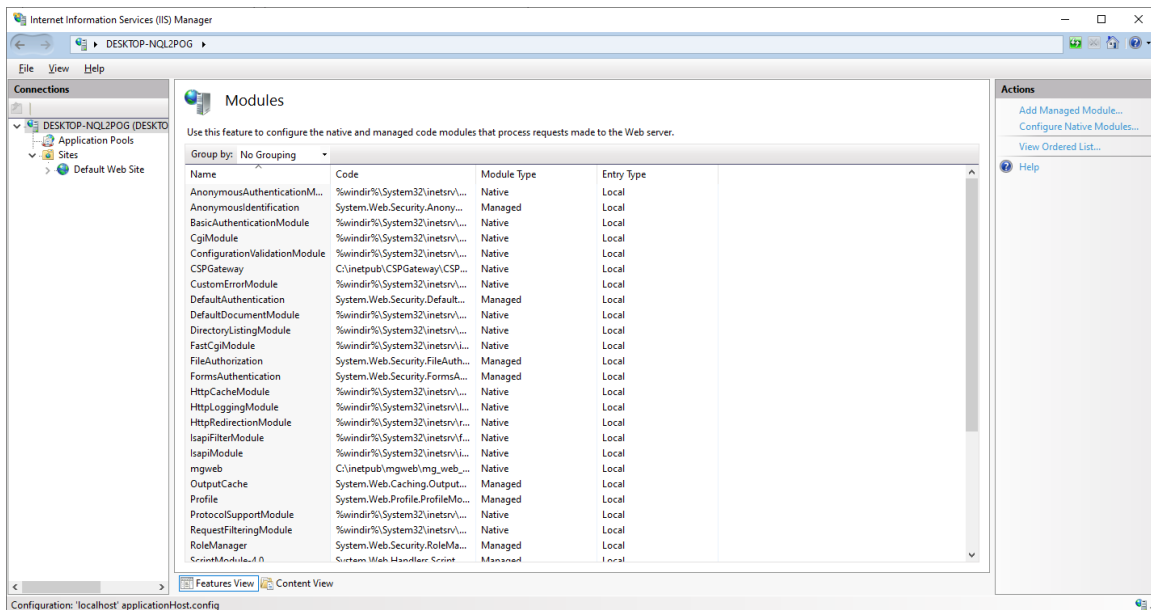 Internet Information Services (IIS) Manager
DESKTOP-NQL2POG
File View Help
Connections
DESKTOP-NQL2POG (DESKTO
Application Pools
Sites
Default Web Site
Modules
Use this feature to configure the native and managed code modules that process requests made to the Web server.
Group by: No Grouping
Name Code Module Type Entry Type
AnonymousAuthenticationM... %windir%\System32\inetsrv\... Native Local
AnonymousIdentification System.Web.Security.Anony... Managed Local
BasicAuthenticationModule %windir%\System32\inetsrv\... Native Local
CgiModule %windir%\System32\inetsrv\... Native Local
ConfigurationValidationModule %windir%\System32\inetsrv\... Native Local
CSPGateway C:\inetpub\CSPGateway\CSP... Native Local
CustomErrorModule %windir%\System32\inetsrv\... Native Local
DefaultAuthentication System.Web.Security.Default... Managed Local
DefaultDocumentModule %windir%\System32\inetsrv\... Native Local
DirectoryListingModule %windir%\System32\inetsrv\... Native Local
FastCgiModule %windir%\System32\inetsrv\i... Native Local
FileAuthorization System.Web.Security.FileAuth... Managed Local
FormsAuthentication System.Web.Security.FormsA... Managed Local
HttpCacheModule %windir%\System32\inetsrv\... Native Local
HttpLoggingModule %windir%\System32\inetsrv\l... Native Local
HttpRedirectionModule %windir%\System32\inetsrv\r... Native Local
IsapiFilterModule %windir%\System32\inetsrv\f... Native Local
IsapiModule %windir%\System32\inetsrv\i... Native Local
mgweb C:\inetpub\mgweb\mg_web_... Native Local
OutputCache System.Web.Caching.Output... Managed Local
Profile System.Web.Profile.ProfileMo... Managed Local
ProtocolSupportModule %windir%\System32\inetsrv\... Native Local
RequestFilteringModule %windir%\System32\inetsrv\... Native Local
RoleManager System.Web.Security.RoleMa... Managed Local
ScriptModule-4.0 System.Web.Handlers.Script... Managed Local
Features View Content View
Actions
Add Managed Module...
Configure Native Modules...
View Ordered List...
Help
Configuration: 'localhost' applicationHost.config